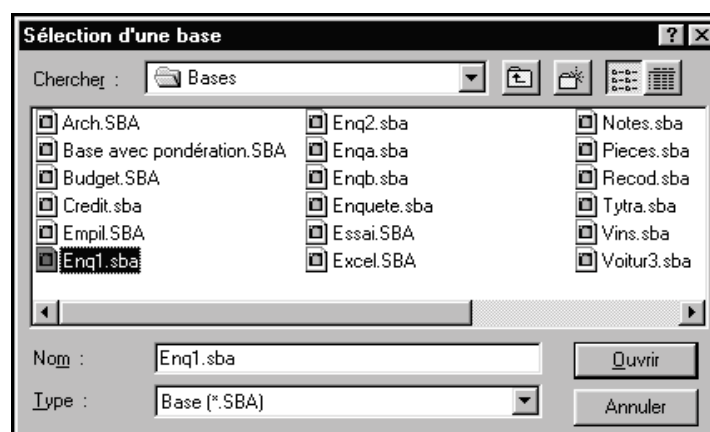 Sélection d'une base
Chercher : Bases
Arch.SBA
Base avec pondération.SBA
Budget.SBA
Credit.sba
Empil.SBA
Enq1.sba
Enq2.sba
Enqa.sba
Enqb.sba
Enquete.sba
Essai.SBA
Excel.SBA
Notes.sba
Pieces.sba
Recod.sba
Tytra.sba
Vins.sba
Voitur3.sba
Nom : Enq1.sba
Ouvrir
Type : Base (*.SBA)
Annuler